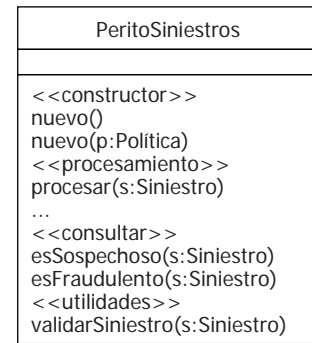 PeritoSiniestros
<<constructor>>
nuevo()
nuevo(p:Política)
<<procesamiento>>
procesar(s:Siniestro)
...
<<consultar>>
esSospechoso(s:Siniestro)
esFraudulento(s:Siniestro)
<<utilidades>>
validarSiniestro(s:Siniestro)